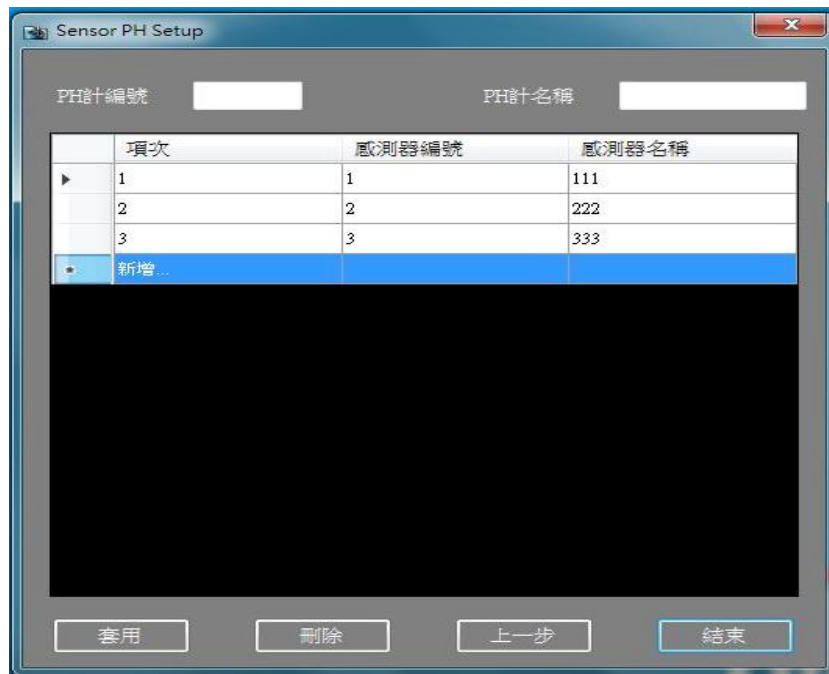 Sensor PH Setup
PH計編號 PH計名稱
項次 感測器編號 感測器名稱
1 1 111
2 2 222
3 3 333
新增...
套用 刪除 上一步 結束